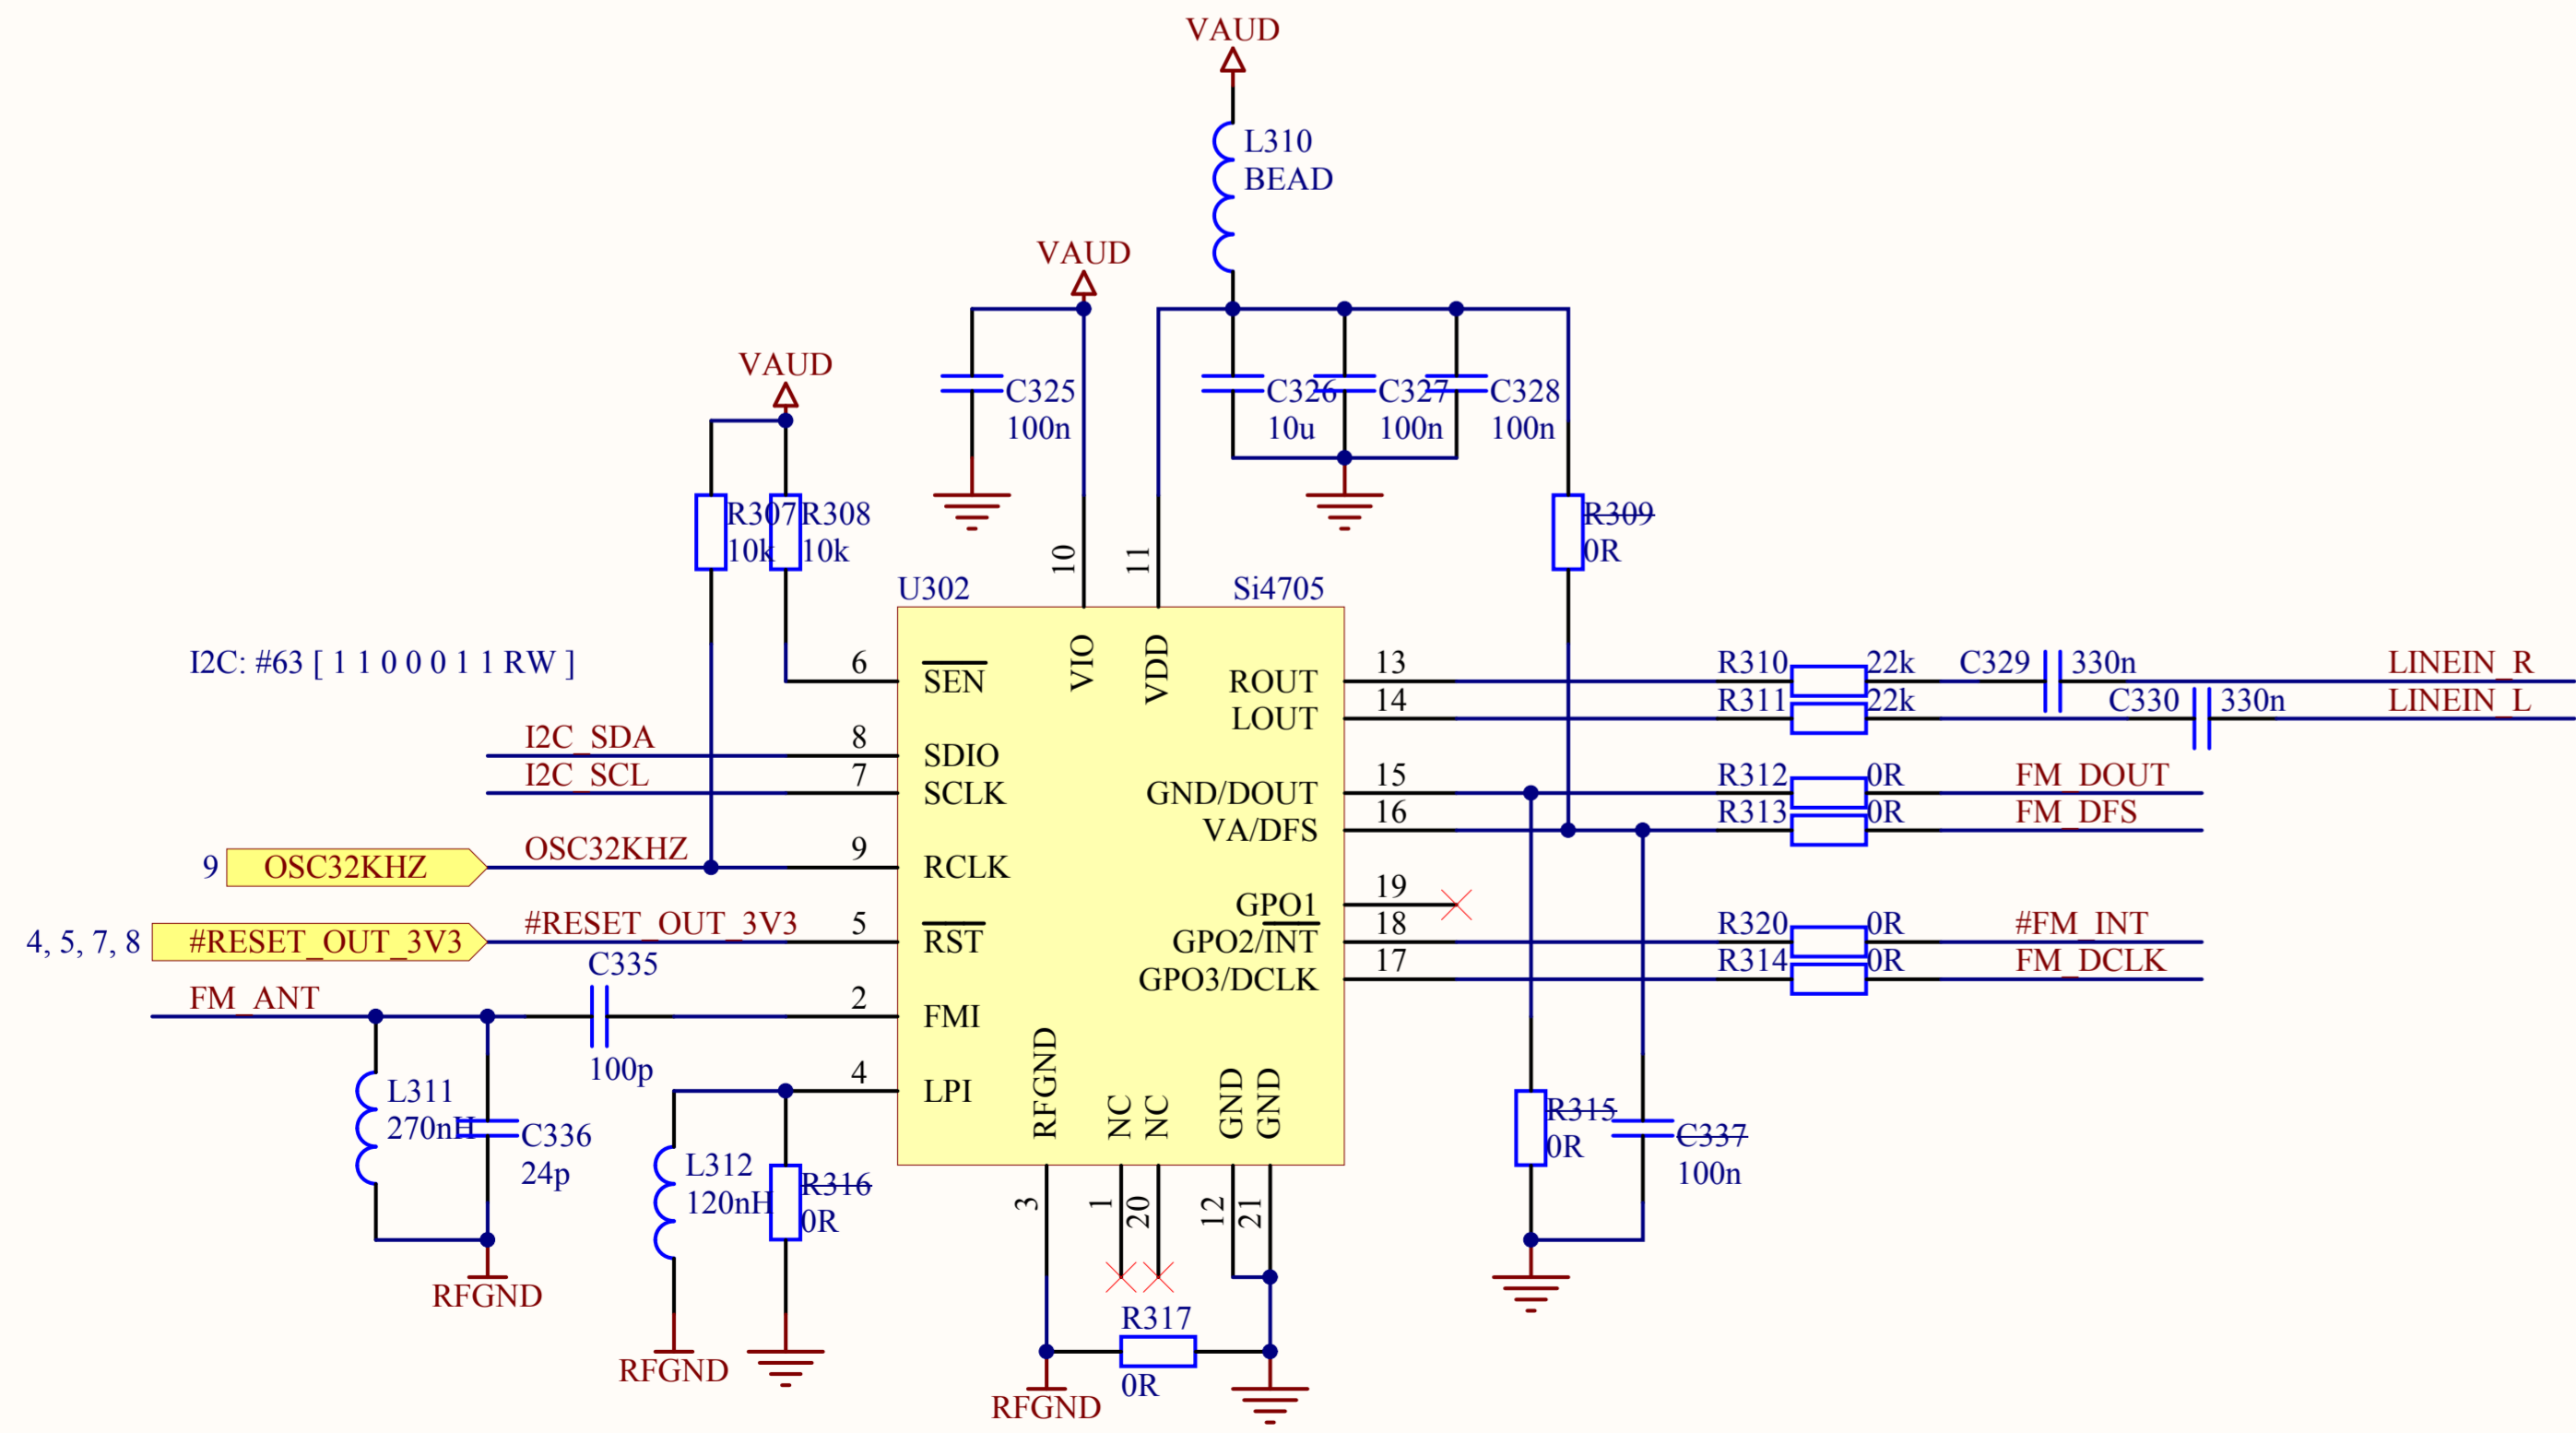 VAUD
L310
BEAD
VAUD
VAUD
C325
100n
C326
10u
C327
100n
C328
100n
R307
10k
R308
10k
R309
0R
10
11
U302
Si4705
I2C: #63 [ 1 1 0 0 0 1 1 RW ]
6
SEN
VIO
VDD
ROUT
13
R310
22k
C329
330n
LINEIN_R
LOUT
14
R311
22k
C330
330n
LINEIN_L
I2C_SDA
8
SDIO
I2C_SCL
7
SCLK
GND/DOUT
15
R312
0R
FM_DOUT
VA/DFS
16
R313
0R
FM_DFS
9
OSC32KHZ
OSC32KHZ
9
RCLK
GPO1
19
4, 5, 7, 8
#RESET_OUT_3V3
#RESET_OUT_3V3
5
RST
GPO2/INT
18
R320
0R
#FM_INT
GPO3/DCLK
17
R314
0R
FM_DCLK
FM_ANT
C335
100p
2
FMI
4
LPI
RFGND
NC
NC
GND
GND
L311
270nH
C336
24p
RFGND
L312
120nH
R316
0R
RFGND
3
1
20
12
21
R317
0R
RFGND
R315
0R
C337
100n